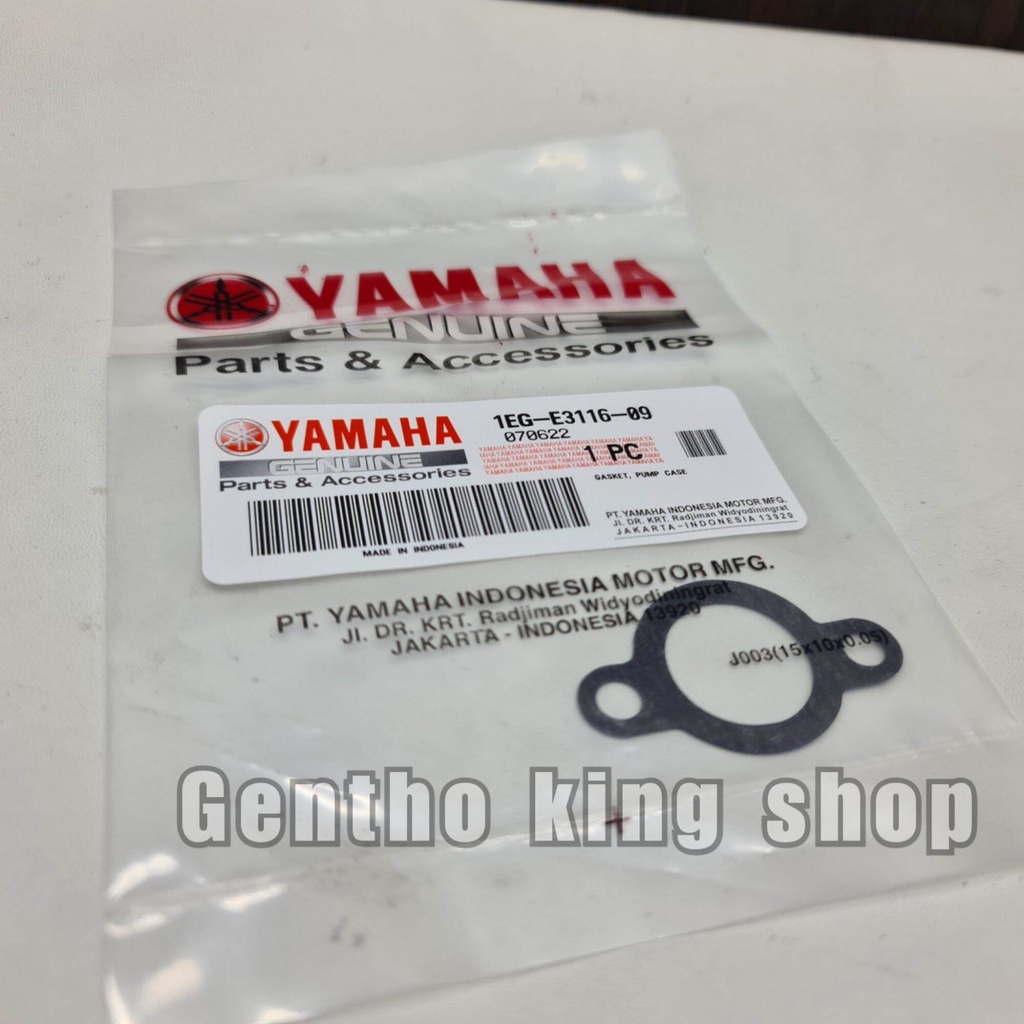 YAMAHA
GENUINE
Parts & Accessories
YAMAHA
GENUINE
Parts & Accessories
1EG-E3116-09
070622
1 PC
GASKET, PUMP CASE
MADE IN INDONESIA
PT. YAMAHA INDONESIA MOTOR MFG.
Jl. DR. KRT. Radjiman Widyodiningrat
JAKARTA-INDONESIA 13920
PT. YAMAHA INDONESIA MOTOR MFG.
Jl. DR. KRT. Radjiman Widyodiningrat
JAKARTA - INDONESIA 13920
J003(15x10x0.05)
Gentho king shop